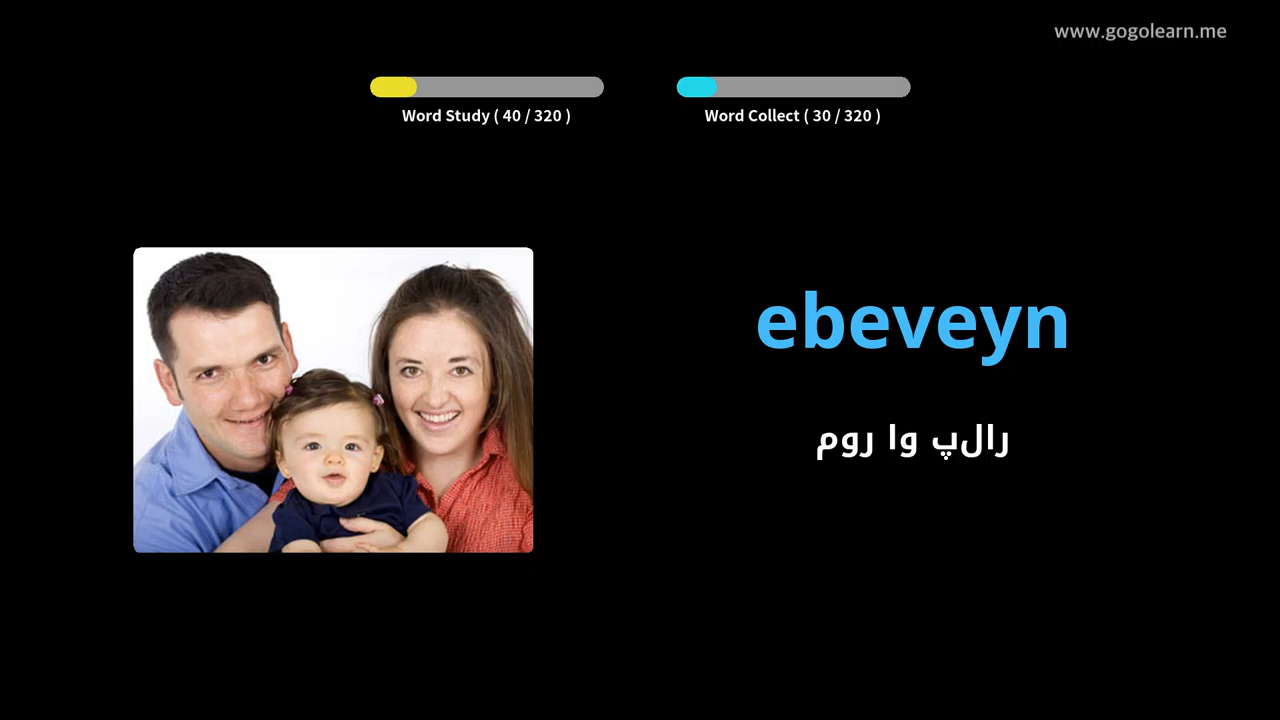 www.gogolearn.me
Word Study ( 40 / 320 )
Word Collect ( 30 / 320 )
ebeveyn
رالپ وا روم